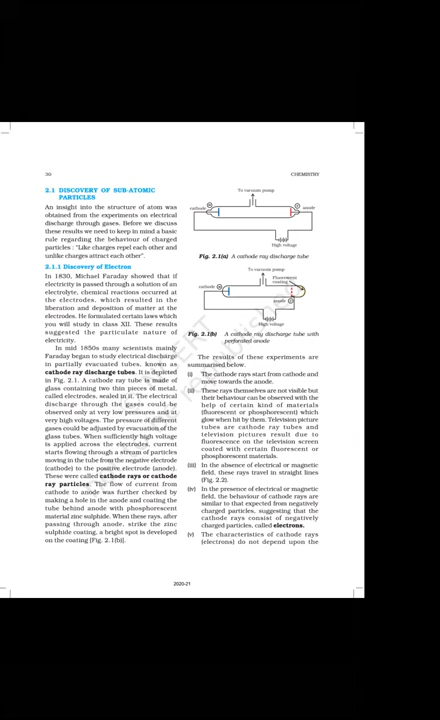 30
CHEMISTRY
2.1 DISCOVERY OF SUB-ATOMIC
PARTICLES
An insight into the structure of atom was
obtained from the experiments on electrical
discharge through gases. Before we discuss
these results we need to keep in mind a basic
rule regarding the behaviour of charged
particles : "Like charges repel each other and
unlike charges attract each other".
2.1.1 Discovery of Electron
In 1830, Michael Faraday showed that if
electricity is passed through a solution of an
electrolyte, chemical reactions occurred at
the electrodes, which resulted in the
liberation and deposition of matter at the
electrodes. He formulated certain laws which
you will study in class XII. These results
suggested the particulate nature of
electricity.
In mid 1850s many scientists mainly
Faraday began to study electrical discharge
in partially evacuated tubes, known as
cathode ray discharge tubes. It is depicted
in Fig. 2.1. A cathode ray tube is made of
glass containing two thin pieces of metal,
called electrodes, sealed in it. The electrical
discharge through the gases could be
observed only at very low pressures and at
very high voltages. The pressure of different
gases could be adjusted by evacuation of the
glass tubes. When sufficiently high voltage
is applied across the electrodes, current
starts flowing through a stream of particles
moving in the tube from the negative electrode
(cathode) to the positive electrode (anode).
These were called cathode rays or cathode
ray particles. The flow of current from
cathode to anode was further checked by
making a hole in the anode and coating the
tube behind anode with phosphorescent
material zinc sulphide. When these rays, after
passing through anode, strike the zinc
sulphide coating, a bright spot is developed
on the coating [Fig. 2.1(b)].
To vacuum pump
cathode
anode
High voltage
Fig. 2.1(a) A cathode ray discharge tube
To vacuum pump
Fluorescent
coating
cathode
anode
High voltage
Fig. 2.1(b) A cathode ray discharge tube with
perforated anode
The results of these experiments are
summarised below.
(i) The cathode rays start from cathode and
move towards the anode.
(ii) These rays themselves are not visible but
their behaviour can be observed with the
help of certain kind of materials
(fluorescent or phosphorescent) which
glow when hit by them. Television picture
tubes are cathode ray tubes and
television pictures result due to
fluorescence on the television screen
coated with certain fluorescent or
phosphorescent materials.
(iii) In the absence of electrical or magnetic
field, these rays travel in straight lines
(Fig. 2.2).
(iv) In the presence of electrical or magnetic
field, the behaviour of cathode rays are
similar to that expected from negatively
charged particles, suggesting that the
cathode rays consist of negatively
charged particles, called electrons.
(v) The characteristics of cathode rays
(electrons) do not depend upon the
2020-21